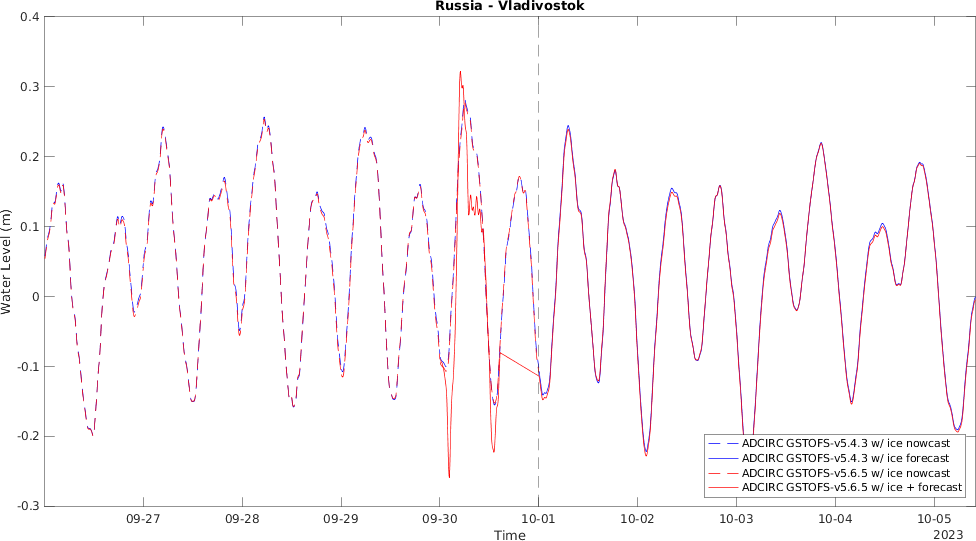 Russia - Vladivostok
0.4
0.3
0.2
0.1
0
-0.1
-0.2
-0.3
Water Level (m)
ADCIRC GSTOFS-v5.4.3 w/ ice nowcast
ADCIRC GSTOFS-v5.4.3 w/ ice forecast
ADCIRC GSTOFS-v5.6.5 w/ ice nowcast
ADCIRC GSTOFS-v5.6.5 w/ ice + forecast
09-27 09-28 09-29 09-30 10-01 10-02 10-03 10-04 10-05
Time
2023